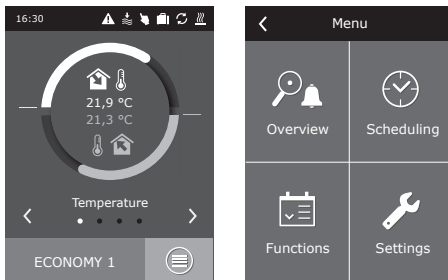 16:30
21,9 °C
21,3 °C
Temperature
ECONOMY 1
Menu
Overview
Scheduling
Functions
Settings